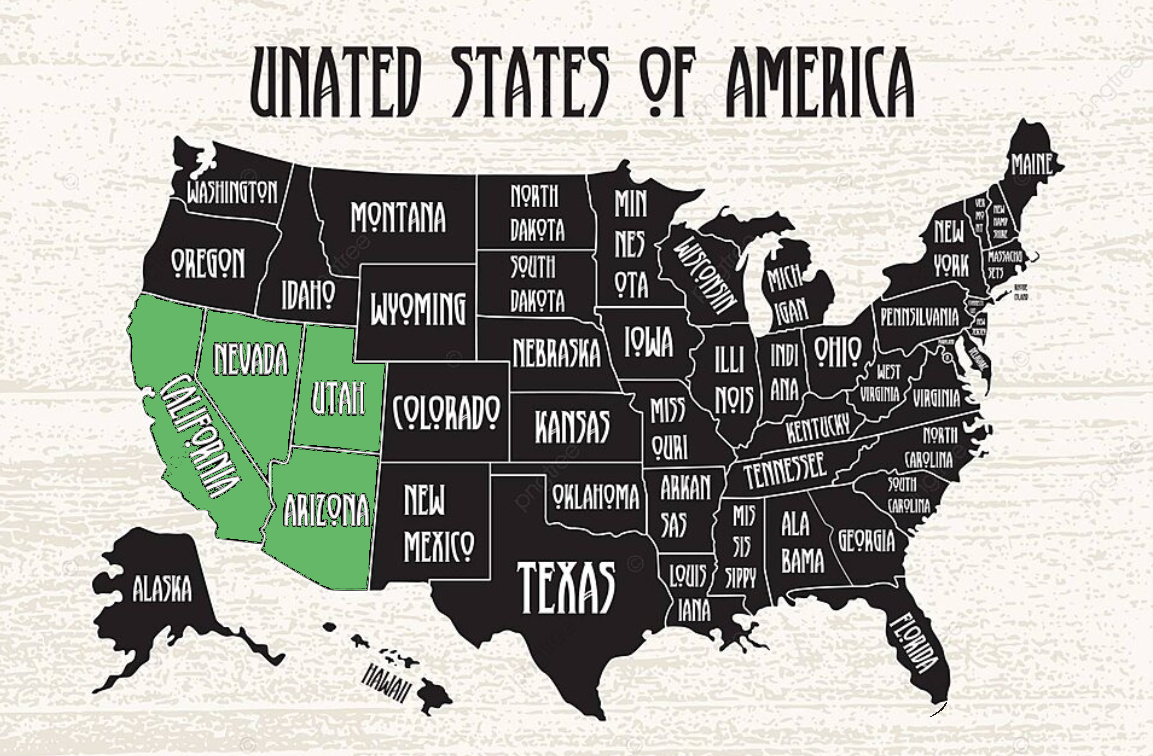 UNATED STATES OF AMERICA
MAINE
WASHINGTON
MONTANA
NORTH
DAKOTA
MIN
NES
OTA
VER
MO
NT
NEW
HAMP
SHIRE
OREGON
IDAHO
WYOMING
SOUTH
DAKOTA
WISCONSIN
MICH
IGAN
NEW
YORK
MASSACHU
SETS
RHODE
ISLAND
NEVADA
UTAH
COLORADO
NEBRASKA
IOWA
ILLI
NOIS
INDI
ANA
OHIO
PENNSILVANIA
NEW
JERSEY
WEST
VIRGINIA
VIRGINIA
MARYLAND
DELAWARE
CALIFORNIA
KANSAS
MISS
OURI
KENTUCKY
NORTH
CAROLINA
TENNESSEE
SOUTH
CAROLINA
ARIZONA
NEW
MEXICO
OKLAHOMA
ARKAN
SAS
MIS
SIS
SIPPY
ALA
BAMA
GEORGIA
TEXAS
LOUIS
IANA
FLORIDA
ALASKA
HAWAII
pngtree